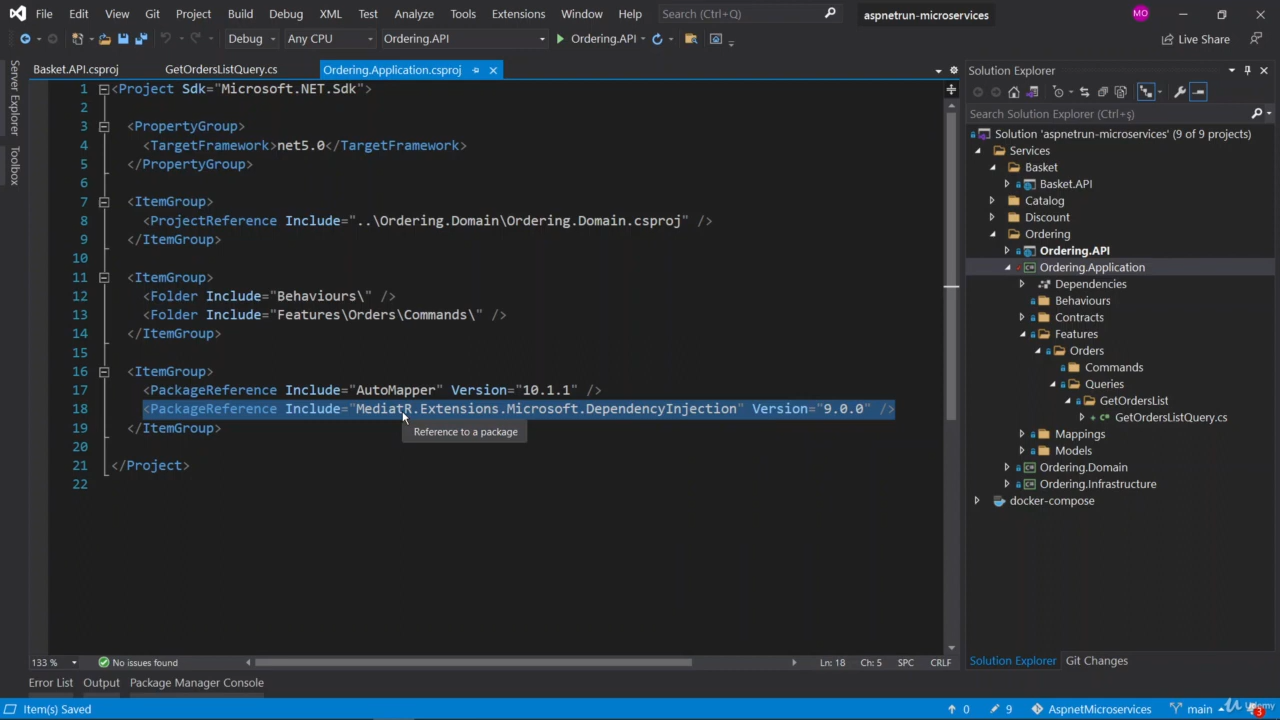 File Edit View Git Project Build Debug XML Test Analyze Tools Extensions Window Help Search (Ctrl+Q) aspnetrun-microservices MO
Debug Any CPU Ordering.API Ordering.API Live Share
Server Explorer
Toolbox
Basket.API.csproj GetOrdersListQuery.cs Ordering.Application.csproj
1 <Project Sdk="Microsoft.NET.Sdk">
2
3 <PropertyGroup>
4 <TargetFramework>net5.0</TargetFramework>
5 </PropertyGroup>
6
7 <ItemGroup>
8 <ProjectReference Include="..\Ordering.Domain\Ordering.Domain.csproj" />
9 </ItemGroup>
10
11 <ItemGroup>
12 <Folder Include="Behaviours\" />
13 <Folder Include="Features\Orders\Commands\" />
14 </ItemGroup>
15
16 <ItemGroup>
17 <PackageReference Include="AutoMapper" Version="10.1.1" />
18 <PackageReference Include="MediatR.Extensions.Microsoft.DependencyInjection" Version="9.0.0" />
19 </ItemGroup>
Reference to a package
20
21 </Project>
22
133 % No issues found Ln: 18 Ch: 5 SPC CRLF
Error List Output Package Manager Console
Solution Explorer
Search Solution Explorer (Ctrl+ş)
Solution 'aspnetrun-microservices' (9 of 9 projects)
Services
Basket
Basket.API
Catalog
Discount
Ordering
Ordering.API
Ordering.Application
Dependencies
Behaviours
Contracts
Features
Orders
Commands
Queries
GetOrdersList
GetOrdersListQuery.cs
Mappings
Models
Ordering.Domain
Ordering.Infrastructure
docker-compose
Solution Explorer Git Changes
Item(s) Saved 0 9 AspnetMicroservices main 3
Udemy